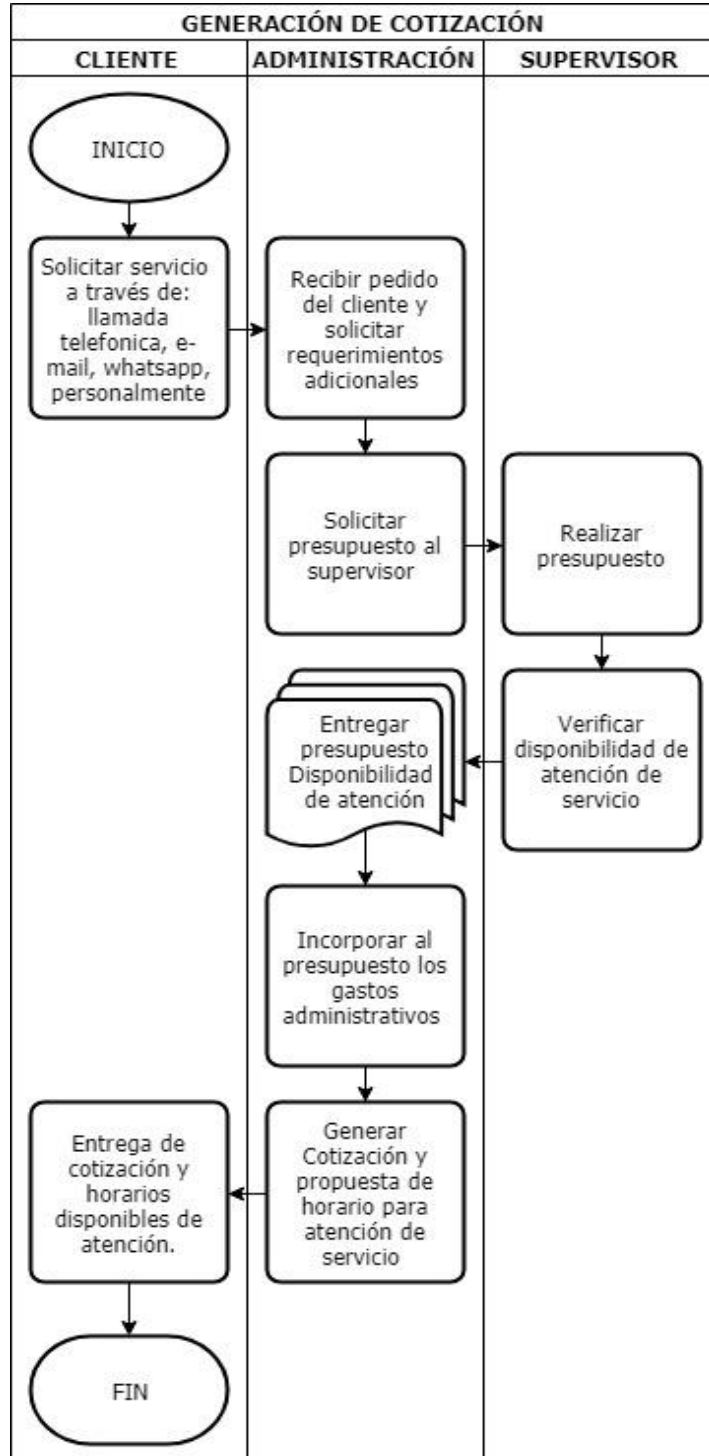 GENERACIÓN DE COTIZACIÓN
CLIENTE
ADMINISTRACIÓN
SUPERVISOR
INICIO
Solicitar servicio
a través de:
llamada
telefonica, e-
mail, whatsapp,
personalmente
Recibir pedido
del cliente y
solicitar
requerimientos
adicionales
Solicitar
presupuesto al
supervisor
Realizar
presupuesto
Verificar
disponibilidad de
atención de
servicio
Entregar
presupuesto
Disponibilidad
de atención
Incorporar al
presupuesto los
gastos
administrativos
Generar
Cotización y
propuesta de
horario para
atención de
servicio
Entrega de
cotización y
horarios
disponibles de
atención.
FIN